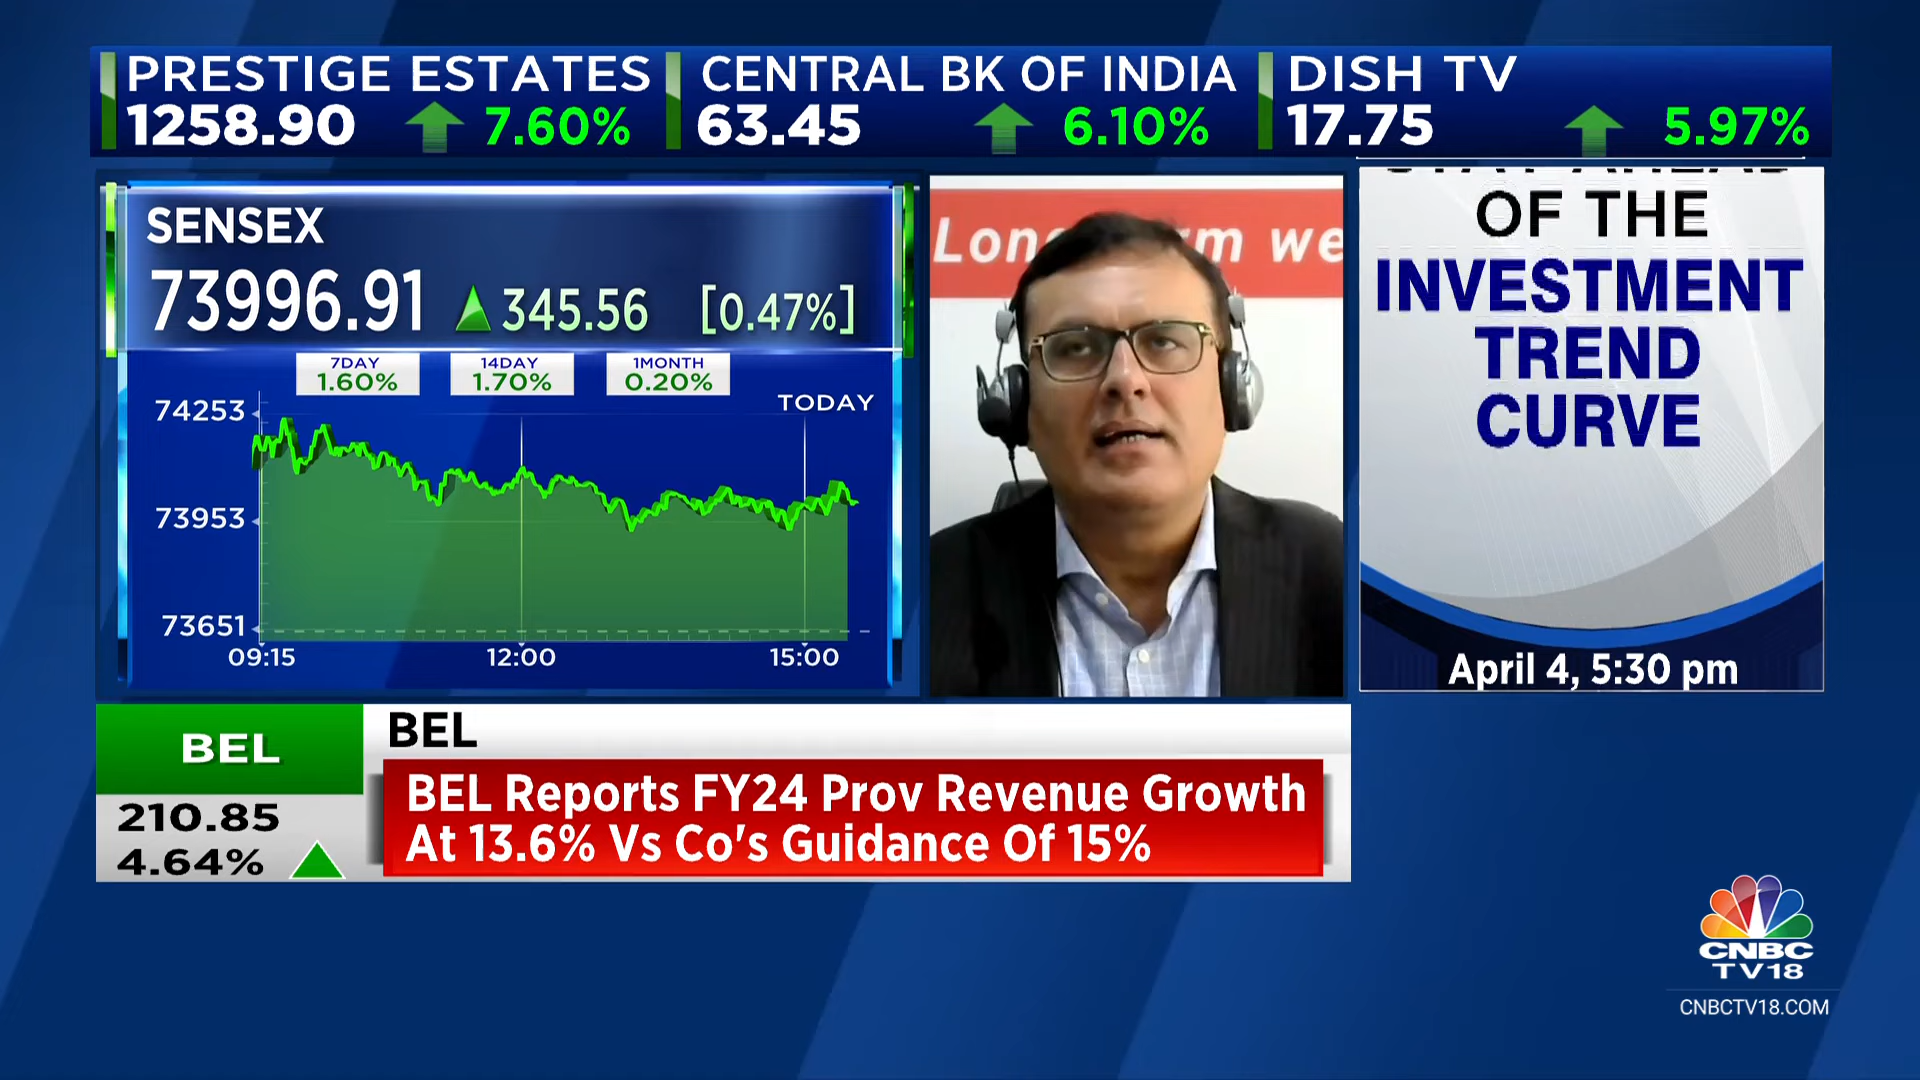 PRESTIGE ESTATES
1258.90 7.60%
CENTRAL BK OF INDIA
63.45 6.10%
DISH TV
17.75 5.97%
SENSEX
73996.91 345.56 [0.47%]
7DAY
1.60%
14DAY
1.70%
1MONTH
0.20%
TODAY
74253
73953
73651
09:15 12:00 15:00
we
OF THE
INVESTMENT
TREND
CURVE
April 4, 5:30 pm
BEL
210.85
4.64%
BEL
BEL Reports FY24 Prov Revenue Growth
At 13.6% Vs Co's Guidance Of 15%
CNBC
TV18
CNBCTV18.COM